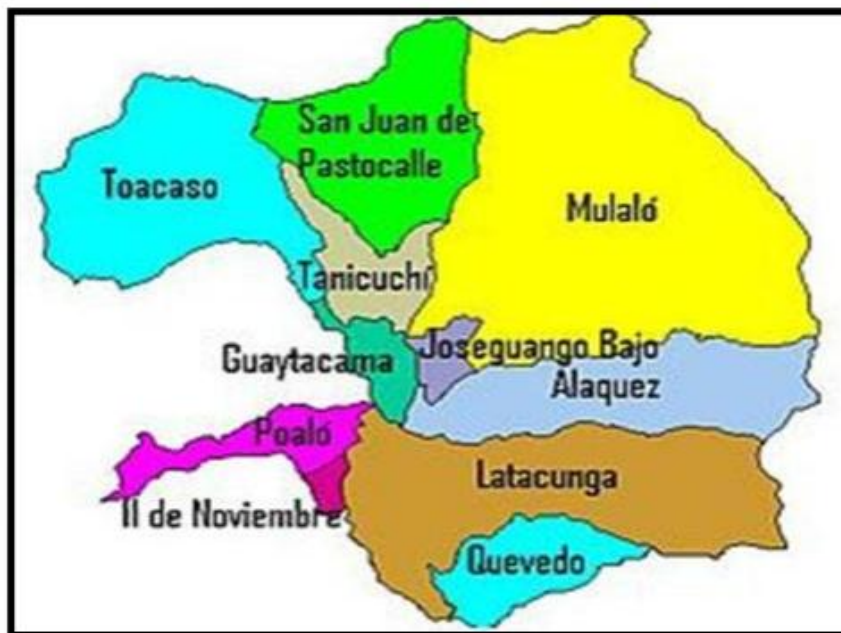 San Juan de
Pastocalle
Toacaso
Mulaló
Tanicuchí
Joseguango Bajo
Guaytacama
Alaquez
Poaló
Latacunga
11 de Noviembre
Quevedo